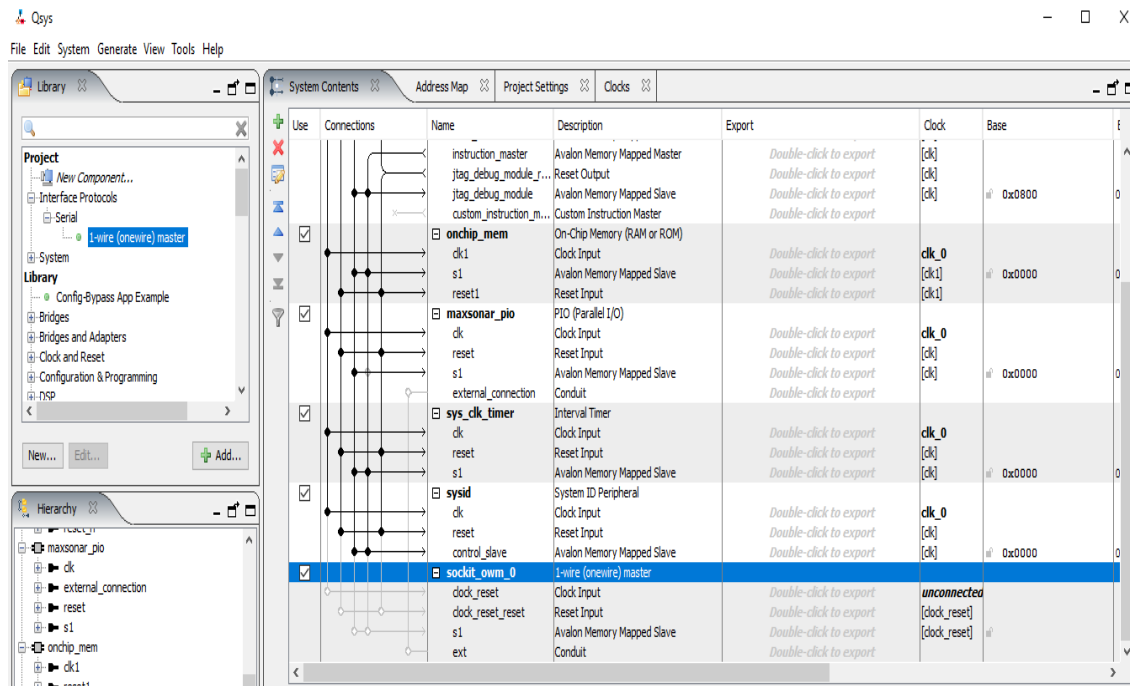 Qsys
File Edit System Generate View Tools Help
Library
System Contents Address Map Project Settings Clocks
Use Connections Name Description Export Clock Base
Project
New Component...
Interface Protocols
Serial
1-wire (onewire) master
System
Library
Config-Bypass App Example
Bridges
Bridges and Adapters
Clock and Reset
Configuration & Programming
DSP
New... Edit... Add...
Hierarchy
maxsonar_pio
clk
external_connection
reset
s1
onchip_mem
clk1
instruction_master Avalon Memory Mapped Master Double-click to export [clk]
jtag_debug_module_r... Reset Output Double-click to export [clk]
jtag_debug_module Avalon Memory Mapped Slave Double-click to export [clk] 0x0800
custom_instruction_m... Custom Instruction Master Double-click to export
onchip_mem On-Chip Memory (RAM or ROM)
clk1 Clock Input Double-click to export clk_0
s1 Avalon Memory Mapped Slave Double-click to export [clk1] 0x0000
reset1 Reset Input Double-click to export [clk1]
maxsonar_pio PIO (Parallel I/O)
clk Clock Input Double-click to export clk_0
reset Reset Input Double-click to export [clk]
s1 Avalon Memory Mapped Slave Double-click to export [clk] 0x0000
external_connection Conduit Double-click to export
sys_clk_timer Interval Timer
clk Clock Input Double-click to export clk_0
reset Reset Input Double-click to export [clk]
s1 Avalon Memory Mapped Slave Double-click to export [clk] 0x0000
sysid System ID Peripheral
clk Clock Input Double-click to export clk_0
reset Reset Input Double-click to export [clk]
control_slave Avalon Memory Mapped Slave Double-click to export [clk] 0x0000
sockit_owm_0 1-wire (onewire) master
clock_reset Clock Input Double-click to export unconnected
clock_reset_reset Reset Input Double-click to export [clock_reset]
s1 Avalon Memory Mapped Slave Double-click to export [clock_reset]
ext Conduit Double-click to export